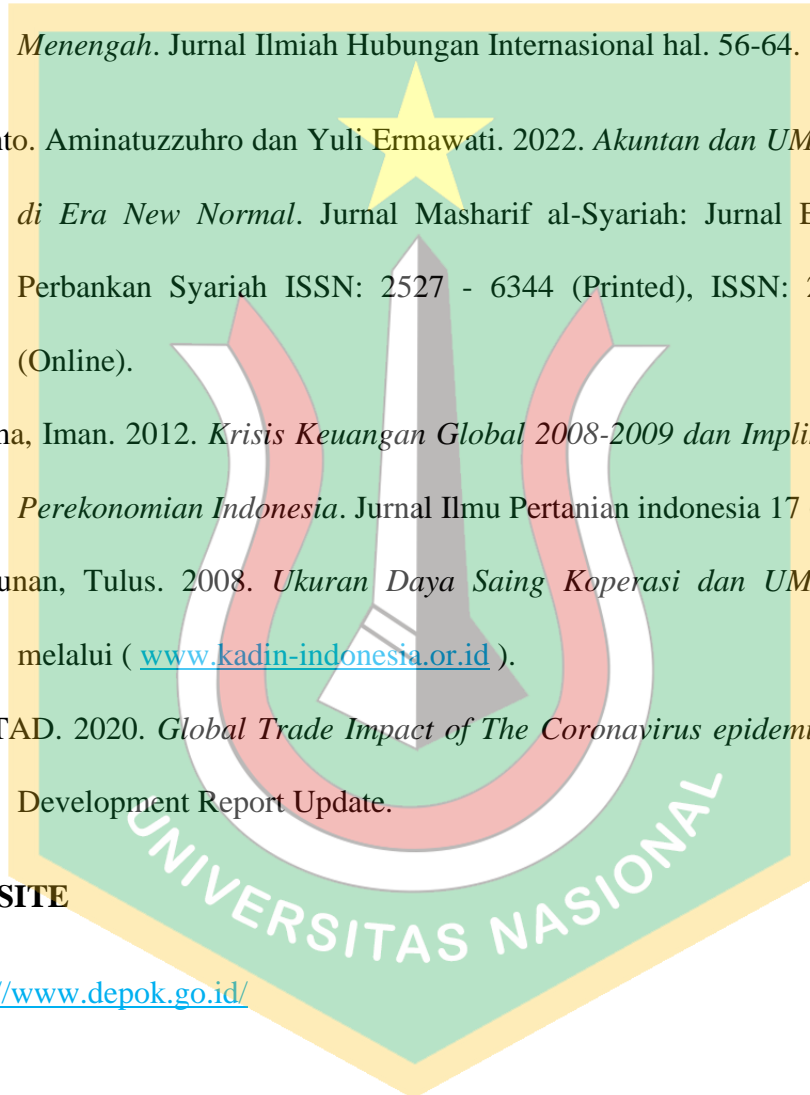 Menengah. Jurnal Ilmiah Hubungan Internasional hal. 56-64.
nto. Aminatuzzuhro dan Yuli Ermawati. 2022. Akuntan dan UM
di Era New Normal. Jurnal Masharif al-Syariah: Jurnal E
Perbankan Syariah ISSN: 2527 - 6344 (Printed), ISSN: 2
(Online).
na, Iman. 2012. Krisis Keuangan Global 2008-2009 dan Impli
Perekonomian Indonesia. Jurnal Ilmu Pertanian indonesia 17
unan, Tulus. 2008. Ukuran Daya Saing Koperasi dan UM
melalui ( www.kadin-indonesia.or.id ).
TAD. 2020. Global Trade Impact of The Coronavirus epidemi
Development Report Update.
SITE
//www.depok.go.id/
UNIVERSITAS NASIONAL